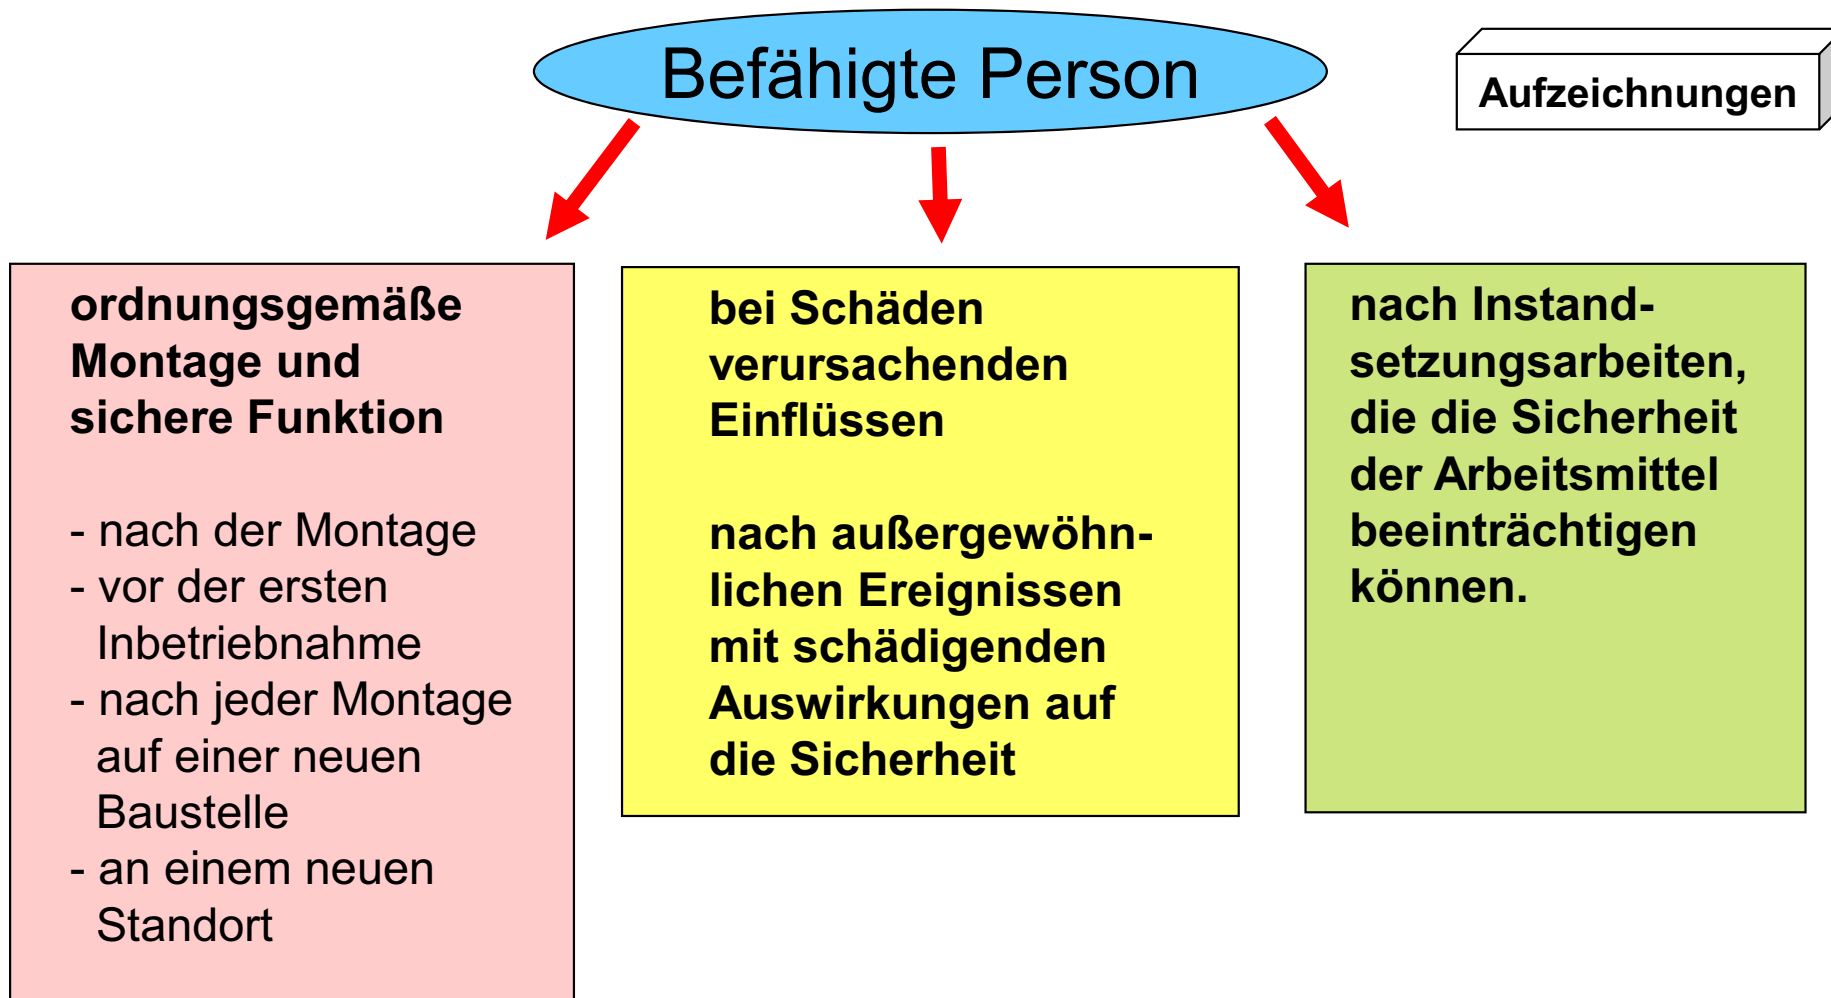 Befähigte Person
Aufzeichnungen
ordnungsgemäße
Montage und
sichere Funktion
- nach der Montage
- vor der ersten
Inbetriebnahme
- nach jeder Montage
auf einer neuen
Baustelle
- an einem neuen
Standort
bei Schäden
verursachenden
Einflüssen
nach außergewöhn-
lichen Ereignissen
mit schädigenden
Auswirkungen auf
die Sicherheit
nach Instand-
setzungsarbeiten,
die die Sicherheit
der Arbeitsmittel
beeinträchtigen
können.